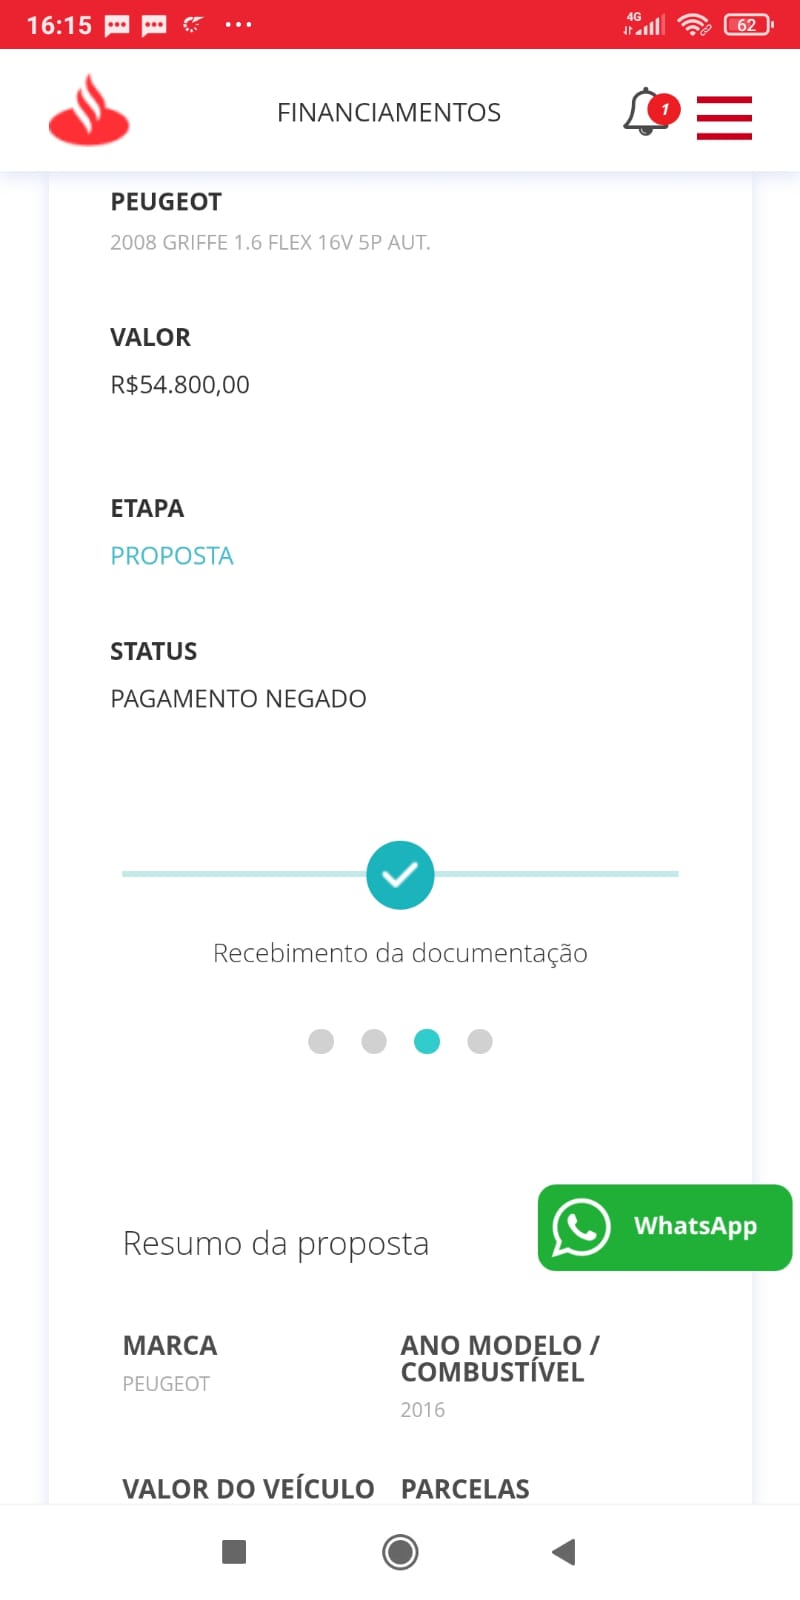 16:15
4G
62
FINANCIAMENTOS
1
PEUGEOT
2008 GRIFFE 1.6 FLEX 16V 5P AUT.
VALOR
R$54.800,00
ETAPA
PROPOSTA
STATUS
PAGAMENTO NEGADO
Recebimento da documentação
WhatsApp
Resumo da proposta
MARCA
PEUGEOT
ANO MODELO /
COMBUSTÍVEL
2016
VALOR DO VEÍCULO
PARCELAS